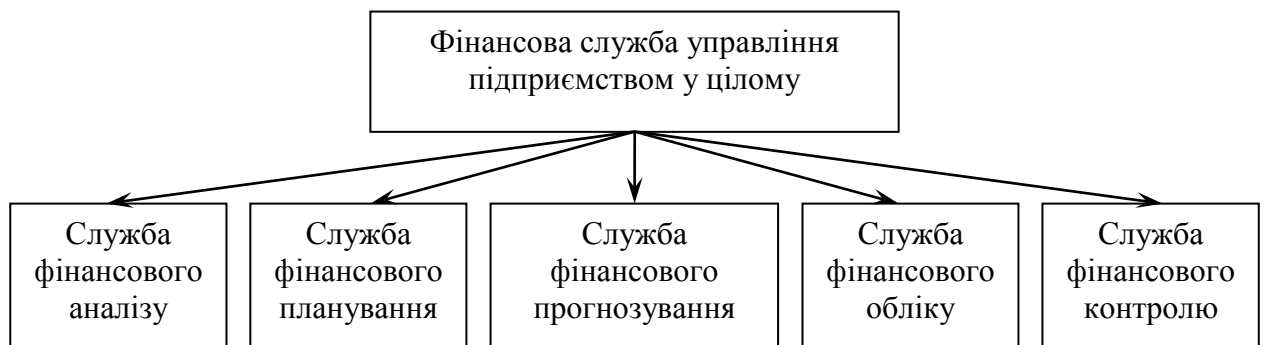 Фінансова служба управління
підприємством у цілому
Служба
фінансового
аналізу
Служба
фінансового
планування
Служба
фінансового
прогнозування
Служба
фінансового
обліку
Служба
фінансового
контролю